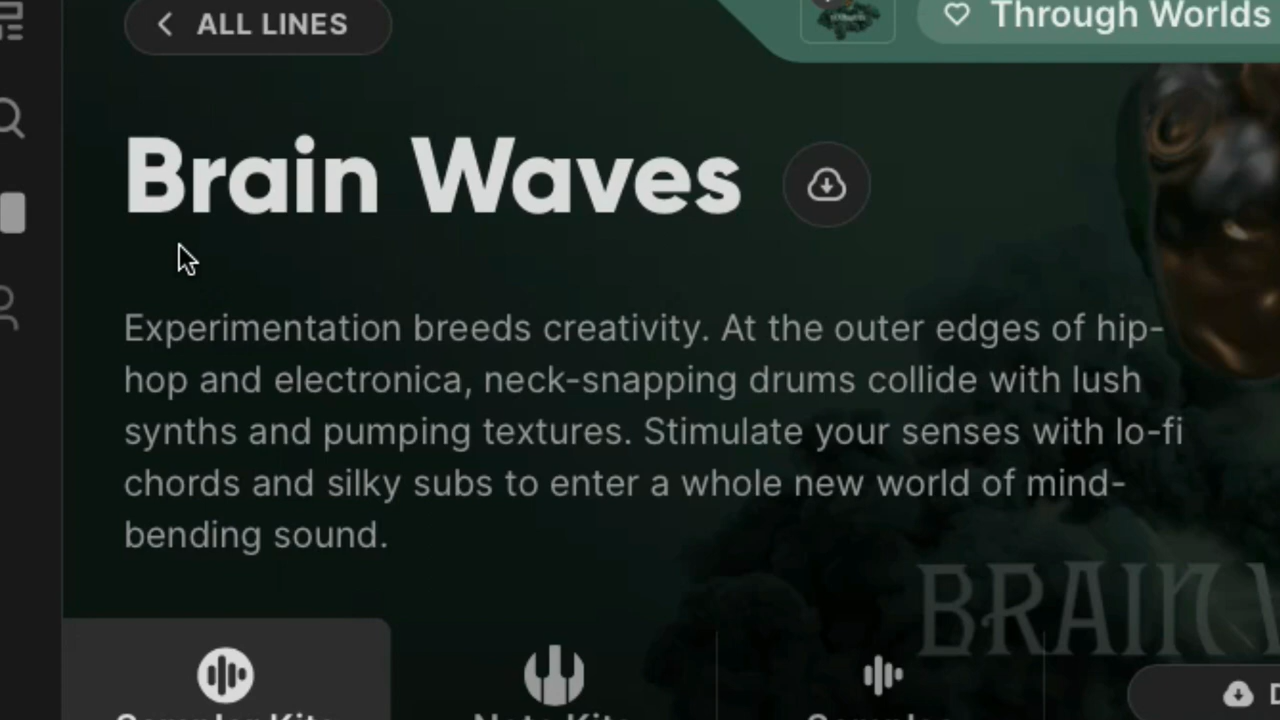 ALL LINES
Through Worlds
Brain Waves
Experimentation breeds creativity. At the outer edges of hip-
hop and electronica, neck-snapping drums collide with lush
synths and pumping textures. Stimulate your senses with lo-fi
chords and silky subs to enter a whole new world of mind-
bending sound.
BRAIN